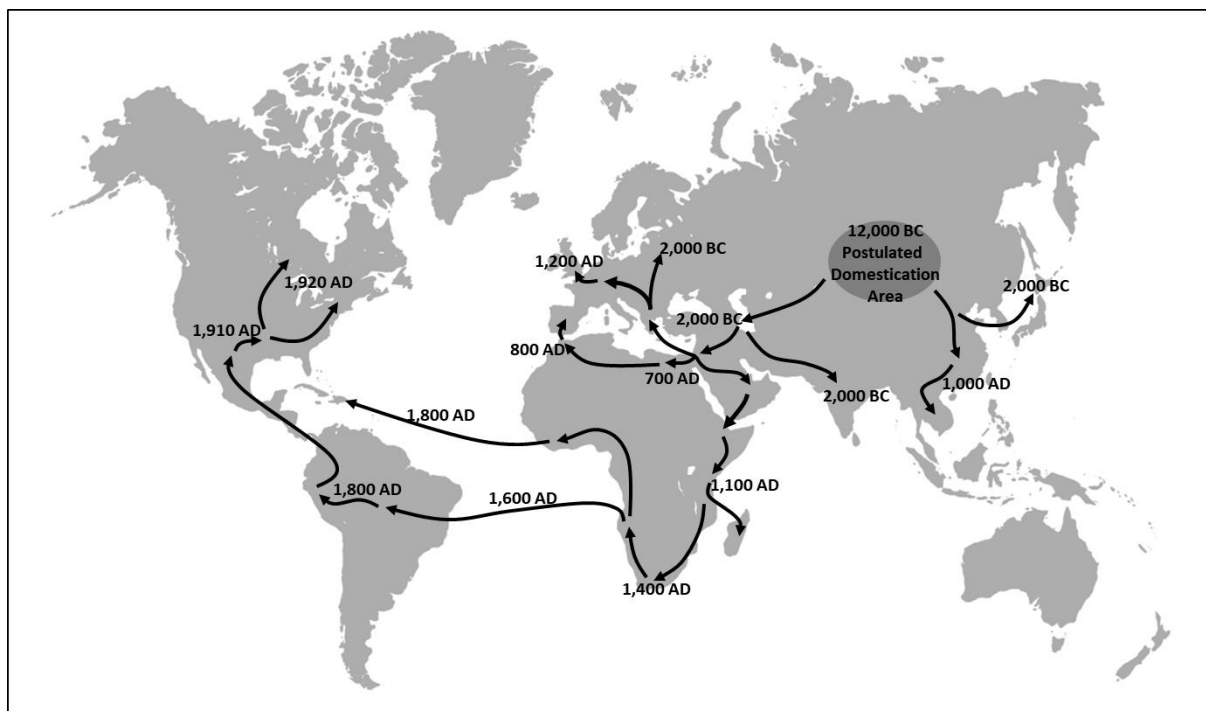 12,000 BC
Postulated
Domestication
Area
2,000 BC
1,200 AD
1,920 AD
2,000 BC
2,000 BC
1,910 AD
800 AD
700 AD
2,000 BC
1,000 AD
1,800 AD
1,800 AD
1,600 AD
1,100 AD
1,400 AD